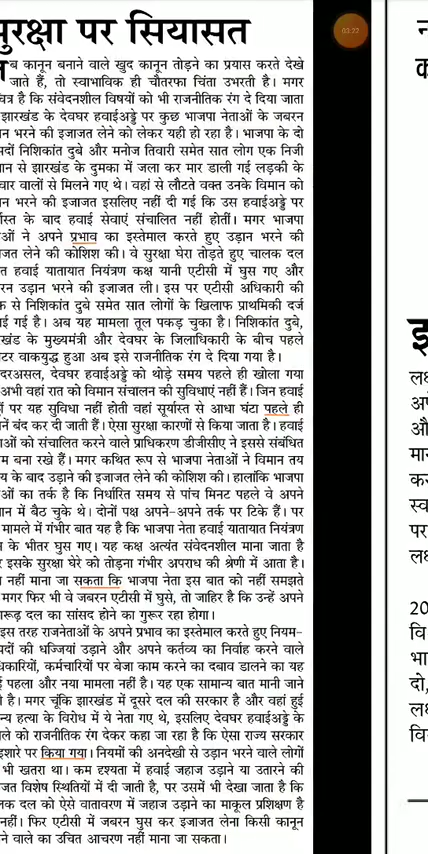 सुरक्षा पर सियासत
03:22
ब कानून बनाने वाले खुद कानून तोड़ने का प्रयास करते देखे
जाते हैं, तो स्वाभाविक ही चौतरफा चिंता उभरती है। मगर
है कि संवेदनशील विषयों को भी राजनीतिक रंग दे दिया जाता
झारखंड के देवघर हवाईअड्डे पर कुछ भाजपा नेताओं के जबरन
न भरने की इजाजत लेने को लेकर यही हो रहा है। भाजपा के दो
निशिकांत दुबे और मनोज तिवारी समेत सात लोग एक निजी
न से झारखंड के दुमका में जला कर मार डाली गई लड़की के
वार वालों से मिलने गए थे। वहां से लौटते वक्त उनके विमान को
न भरने की इजाजत इसलिए नहीं दी गई कि उस हवाईअड्डे पर
स्त के बाद हवाई सेवाएं संचालित नहीं होतीं। मगर भाजपा
ओं ने अपने प्रभाव का इस्तेमाल करते हुए उड़ान भरने की
जत लेने की कोशिश की। वे सुरक्षा घेरा तोड़ते हुए चालक दल
त हवाई यातायात नियंत्रण कक्ष यानी एटीसी में घुस गए और
रन उड़ान भरने की इजाजत ली। इस पर एटीसी अधिकारी की
से निशिकांत दुबे समेत सात लोगों के खिलाफ प्राथमिकी दर्ज
ई गई है। अब यह मामला तूल पकड़ चुका है। निशिकांत दुबे,
खंड के मुख्यमंत्री और देवघर के जिलाधिकारी के बीच पहले
टर वाकयुद्ध हुआ अब इसे राजनीतिक रंग दे दिया गया है।
दरअसल, देवघर हवाईअड्डे को थोड़े समय पहले ही खोला गया
अभी वहां रात को विमान संचालन की सुविधाएं नहीं हैं। जिन हवाई
पर यह सुविधा नहीं होती वहां सूर्यास्त से आधा घंटा पहले ही
नें बंद कर दी जाती हैं। ऐसा सुरक्षा कारणों से किया जाता है। हवाई
ओं को संचालित करने वाले प्राधिकरण डीजीसीए ने इससे संबंधित
म बना रखे हैं। मगर कथित रूप से भाजपा नेताओं ने विमान तय
य के बाद उड़ाने की इजाजत लेने की कोशिश की। हालांकि भाजपा
ओं का तर्क है कि निर्धारित समय से पांच मिनट पहले वे अपने
न में बैठ चुके थे। दोनों पक्ष अपने-अपने तर्क पर टिके हैं। पर
मामले में गंभीर बात यह है कि भाजपा नेता हवाई यातायात नियंत्रण
के भीतर घुस गए। यह कक्ष अत्यंत संवेदनशील माना जाता है
इसके सुरक्षा घेरे को तोड़ना गंभीर अपराध की श्रेणी में आता है।
नहीं माना जा सकता कि भाजपा नेता इस बात को नहीं समझते
मगर फिर भी वे जबरन एटीसी में घुसे, तो जाहिर है कि उन्हें अपने
रूढ़ दल का सांसद होने का गुरूर रहा होगा।
इस तरह राजनेताओं के अपने प्रभाव का इस्तेमाल करते हुए नियम-
दों की धज्जियां उड़ाने और अपने कर्तव्य का निर्वाह करने वाले
धिकारियों, कर्मचारियों पर बेजा काम करने का दबाव डालने का यह
पहला और नया मामला नहीं है। यह एक सामान्य बात मानी जाने
है। मगर चूंकि झारखंड में दूसरे दल की सरकार है और वहां हुई
न्य हत्या के विरोध में ये नेता गए थे, इसलिए देवघर हवाईअड्डे के
ले को राजनीतिक रंग देकर कहा जा रहा है कि ऐसा राज्य सरकार
इशारे पर किया गया। नियमों की अनदेखी से उड़ान भरने वाले लोगों
भी खतरा था। कम दृश्यता में हवाई जहाज उड़ाने या उतारने की
जत विशेष स्थितियों में दी जाती है, पर उसमें भी देखा जाता है कि
लक दल को ऐसे वातावरण में जहाज उड़ाने का माकूल प्रशिक्षण है
नहीं। फिर एटीसी में जबरन घुस कर इजाजत लेना किसी कानून
ने वाले का उचित आचरण नहीं माना जा सकता।